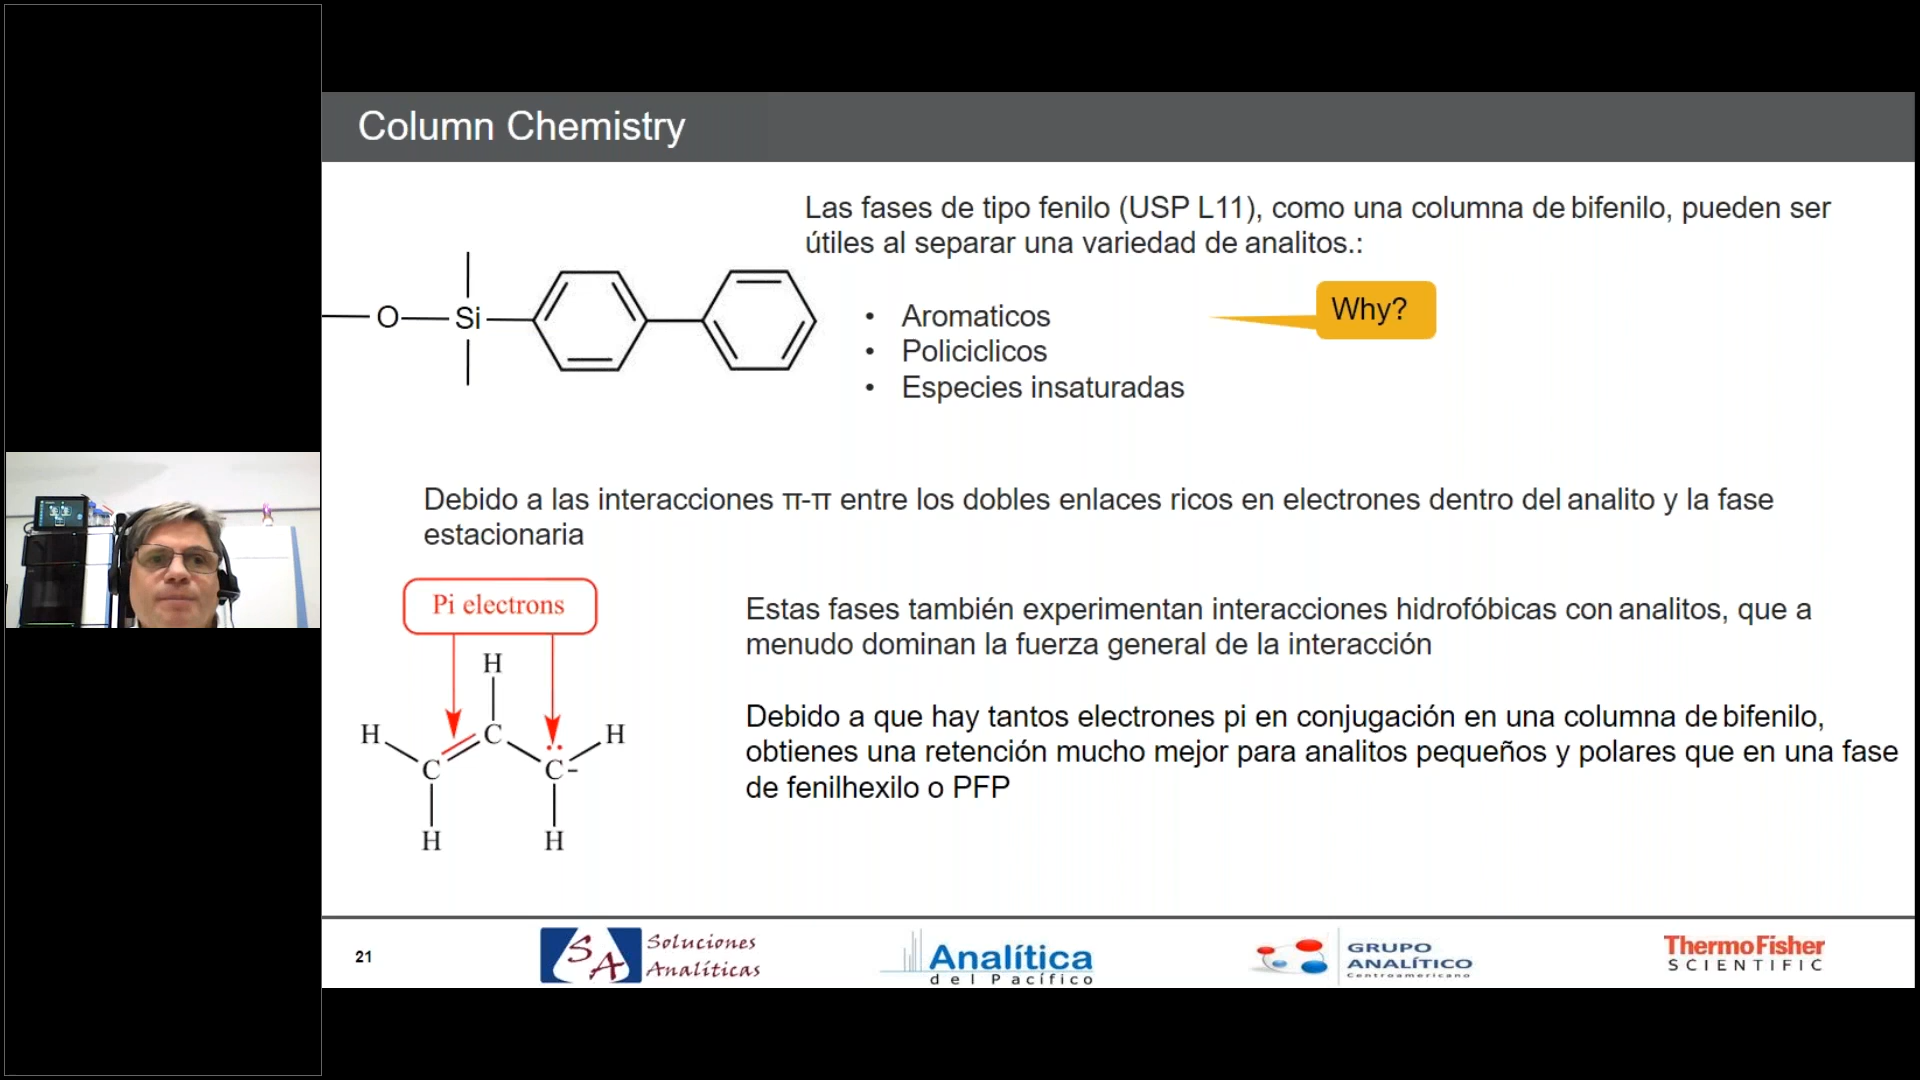 Column Chemistry
Las fases de tipo fenilo (USP L11), como una columna de bifenilo, pueden ser
útiles al separar una variedad de analitos.:
O
Si
• Aromaticos
• Policiclicos
• Especies insaturadas
Why?
Debido a las interacciones π-π entre los dobles enlaces ricos en electrones dentro del analito y la fase
estacionaria
Pi electrons
H
H
C
H
C
C-
H
H
Estas fases también experimentan interacciones hidrofóbicas con analitos, que a
menudo dominan la fuerza general de la interacción
Debido a que hay tantos electrones pi en conjugación en una columna de bifenilo,
obtienes una retención mucho mejor para analitos pequeños y polares que en una fase
de fenilhexilo o PFP
21
SA
Soluciones
Analíticas
Analítica
del Pacífico
GRUPO
ANALÍTICO
Centroamericano
ThermoFisher
SCIENTIFIC